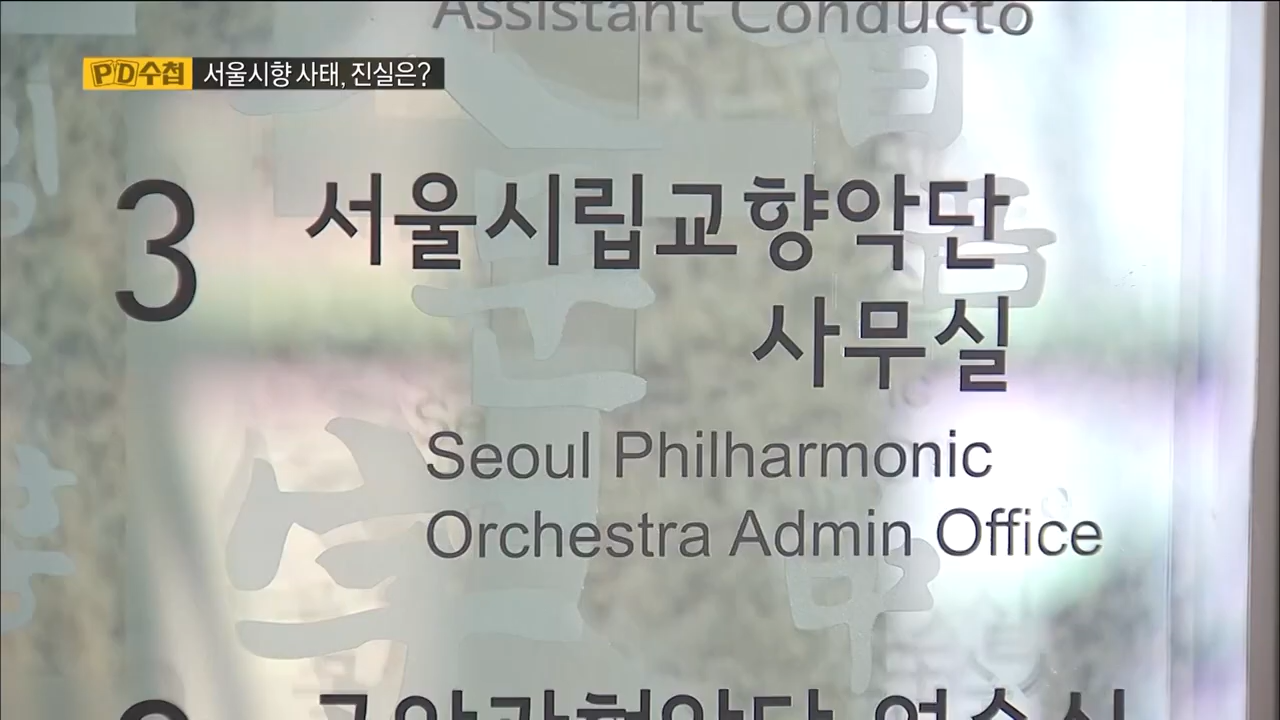 Assistant Conducto
PD수첩 서울시향 사태, 진실은?
3 서울시립교향악단
사무실
Seoul Philharmonic
Orchestra Admin Office